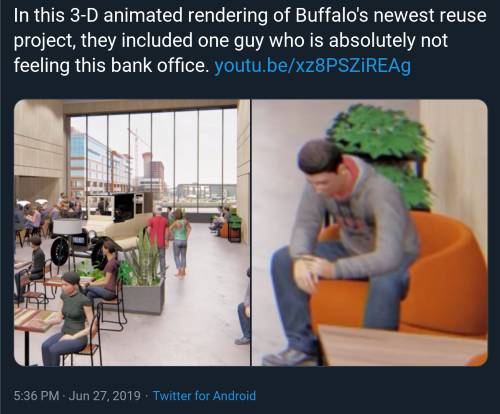 In this 3-D animated rendering of Buffalo's newest reuse
project, they included one guy who is absolutely not
feeling this bank office. youtu.be/xz8PSZiREAg
5:36 PM · Jun 27, 2019 · Twitter for Android